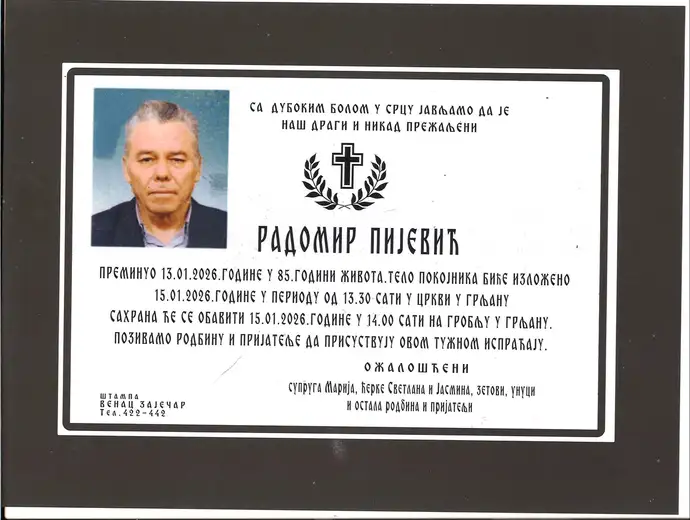 СА ДУБОКИМ БОЛОМ У СРЦУ ЈАВЉАМО ДА ЈЕ
НАШ ДРАГИ И НИКАД ПРЕЖАЉЕНИ
РАДОМИР ПИЈЕВИЋ
ПРЕМИНУО 13.01.2026.ГОДИНЕ У 85.ГОДИНИ ЖИВОТА.ТЕЛО ПОКОЈНИКА БИЋЕ ИЗЛОЖЕНО
15.01.2026.ГОДИНЕ У ПЕРИОДУ ОД 13.30 САТИ У ЦРКВИ У ГРЉАНУ
САХРАНА ЋЕ СЕ ОБАВИТИ 15.01.2026.ГОДИНЕ У 14.00 САТИ НА ГРОБЉУ У ГРЉАНУ.
ПОЗИВАМО РОДБИНУ И ПРИЈАТЕЉЕ ДА ПРИСУСТВУЈУ ОВОМ ТУЖНОМ ИСПРАЋАЈУ.
ОЖАЛОШЋЕНИ
супруга Марија, ћерке Светлана и Јасмина, зетови, унуци
и остала родбина и пријатељи
ШТАМПА
ВЕНАЦ ЗАЈЕЧАР
Тел.422-442